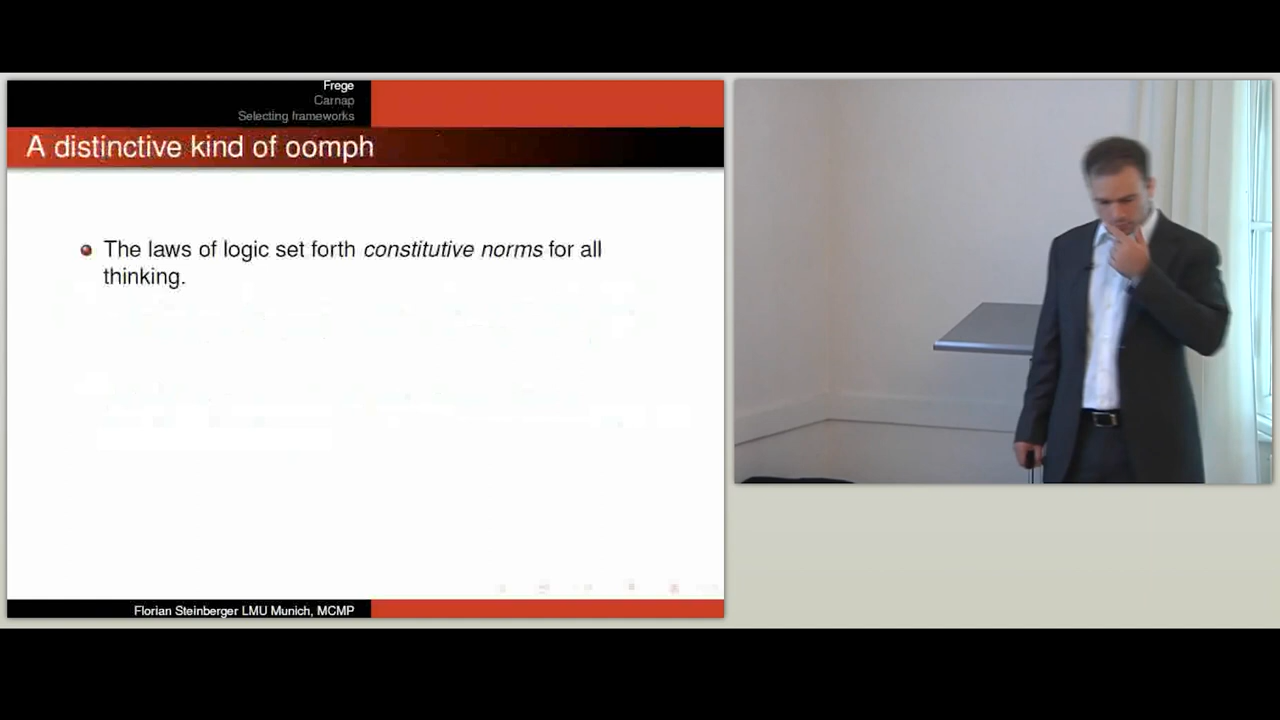 Frege
Carnap
Selecting frameworks
A distinctive kind of oomph
The laws of logic set forth constitutive norms for all
thinking.
Florian Steinberger LMU Munich, MCMP